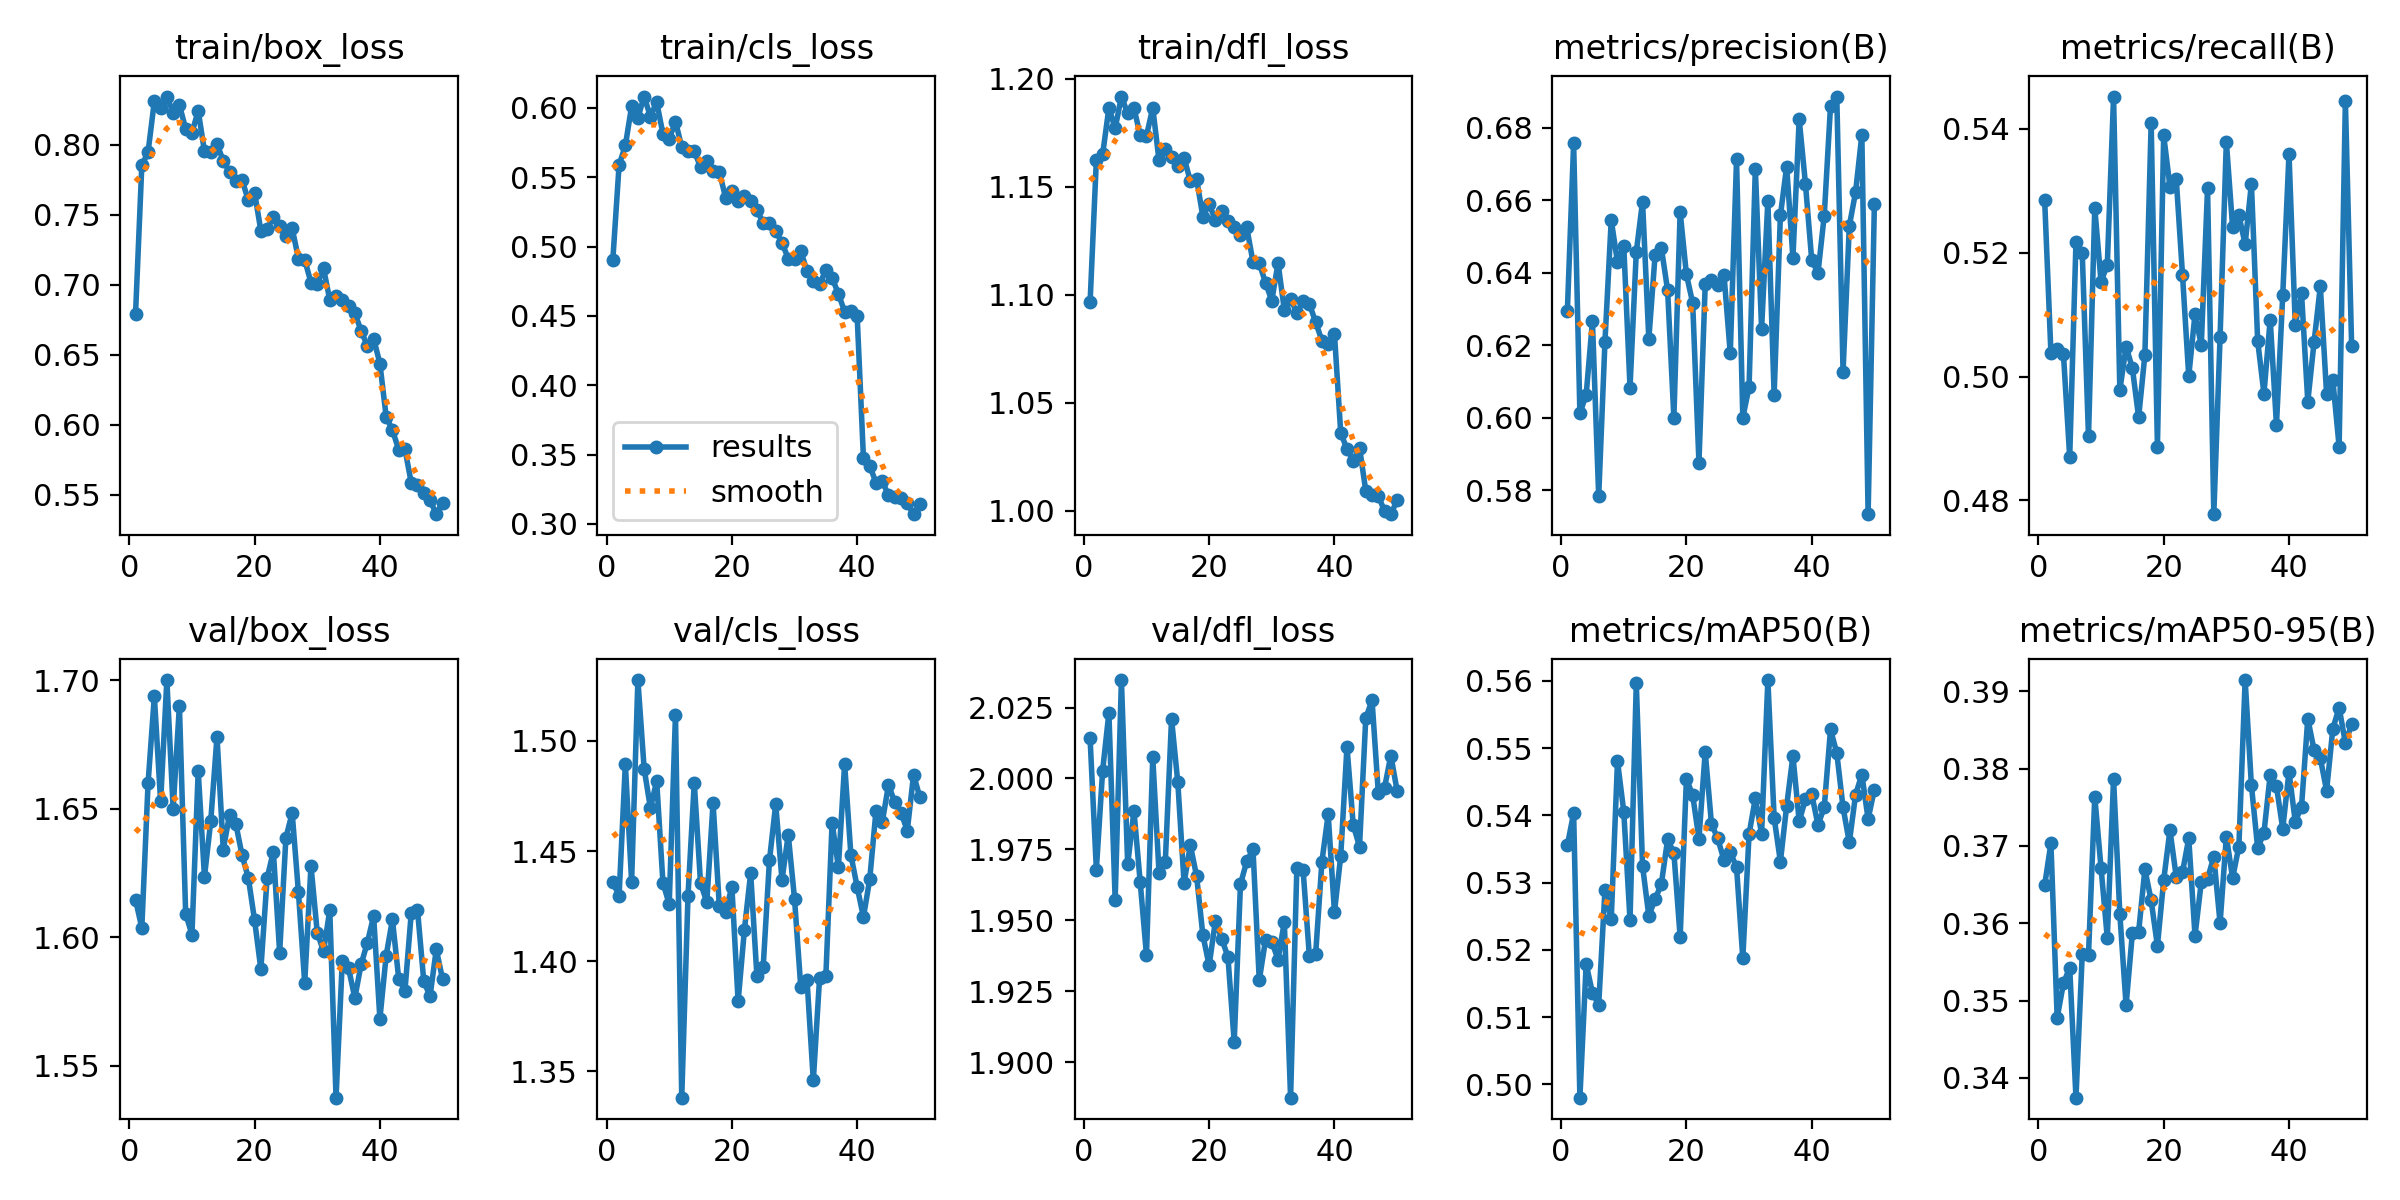 train/box_loss
train/cls_loss
train/dfl_loss
metrics/precision(B)
metrics/recall(B)
0.80
0.75
0.70
0.65
0.60
0.55
0 20 40
0.60
0.55
0.50
0.45
0.40
0.35
0.30
results
smooth
0 20 40
1.20
1.15
1.10
1.05
1.00
0 20 40
0.68
0.66
0.64
0.62
0.60
0.58
0 20 40
0.54
0.52
0.50
0.48
0 20 40
val/box_loss
val/cls_loss
val/dfl_loss
metrics/mAP50(B)
metrics/mAP50-95(B)
1.70
1.65
1.60
1.55
0 20 40
1.50
1.45
1.40
1.35
0 20 40
2.025
2.000
1.975
1.950
1.925
1.900
0 20 40
0.56
0.55
0.54
0.53
0.52
0.51
0.50
0 20 40
0.39
0.38
0.37
0.36
0.35
0.34
0 20 40